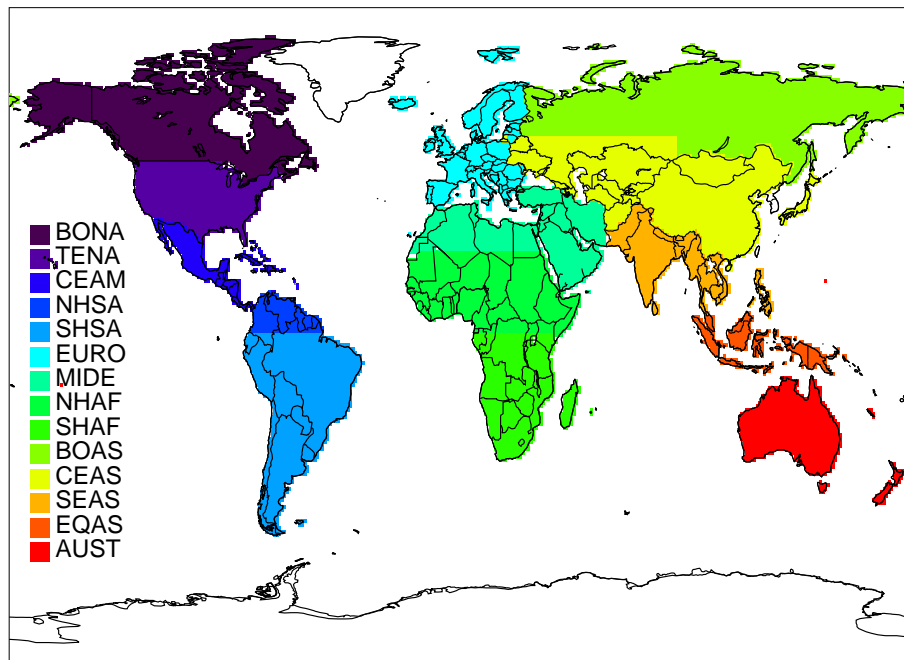 BONA
TENA
CEAM
NHSA
SHSA
EURO
MIDE
NHAF
SHAF
BOAS
CEAS
SEAS
EQAS
AUST